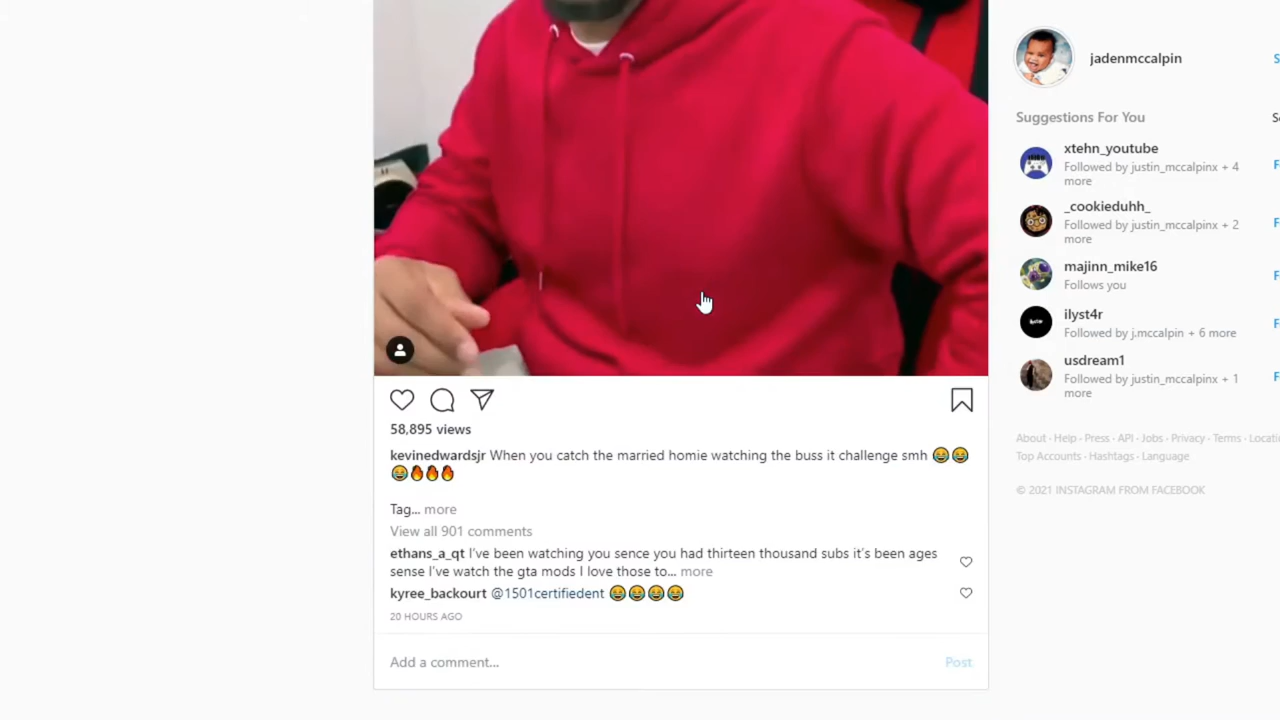 jadenmccalpin
Suggestions For You
xtehn_youtube
Followed by justin_mccalpinx + 4
more
_cookieduhh_
Followed by justin_mccalpinx + 2
more
majinn_mike16
Follows you
ilyst4r
Followed by j.mccalpin + 6 more
usdream1
Followed by justin_mccalpinx + 1
more
About · Help · Press · API · Jobs · Privacy · Terms · Locati
Top Accounts · Hashtags · Language
© 2021 INSTAGRAM FROM FACEBOOK
58,895 views
kevinedwardsjr When you catch the married homie watching the buss it challenge smh 😂😂
😂🔥🔥🔥
Tag... more
View all 901 comments
ethans_a_qt I've been watching you sence you had thirteen thousand subs it's been ages
sense I've watch the gta mods I love those to... more
kyree_backourt @1501certifiedent 😂😂😂😂
20 HOURS AGO
Add a comment...
Post